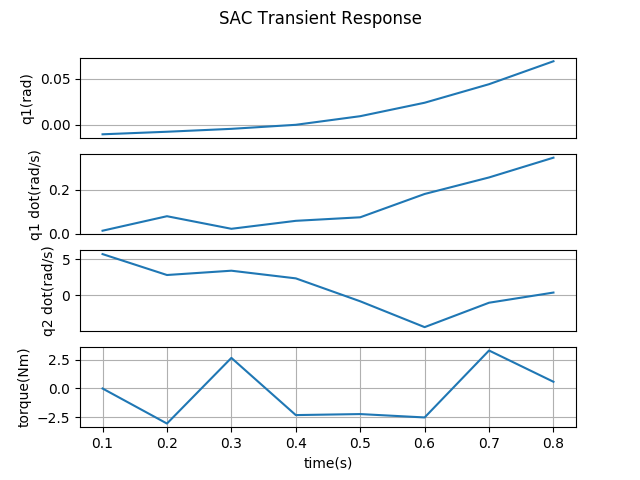 SAC Transient Response
q1(rad)
0.05
0.00
q1 dot(rad/s)
0.2
0.0
q2 dot(rad/s)
5
0
torque(Nm)
2.5
0.0
−2.5
0.1 0.2 0.3 0.4 0.5 0.6 0.7 0.8
time(s)